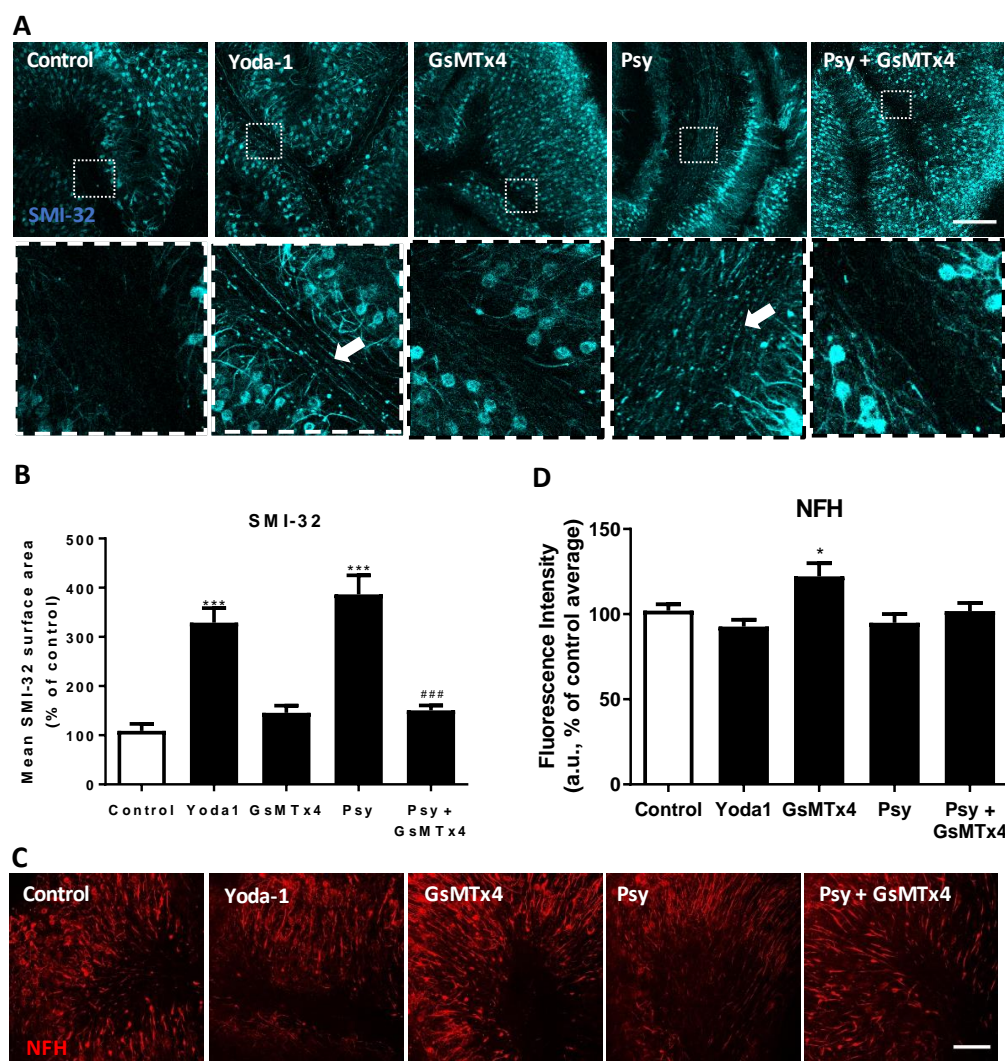 A
Control
Yoda-1
GsMTx4
Psy
Psy + GsMTx4
SMI-32
B
SMI-32
Mean SMI-32 surface area
(% of control)
500
400
300
200
100
0
***
***
###
Control
Yoda1
GsMTx4
Psy
Psy +
GsMTx4
D
NFH
Fluorescence Intensity
(a.u., % of control average)
150
100
50
0
*
Control
Yoda1
GsMTx4
Psy
Psy +
GsMTx4
C
Control
Yoda-1
GsMTx4
Psy
Psy + GsMTx4
NFH